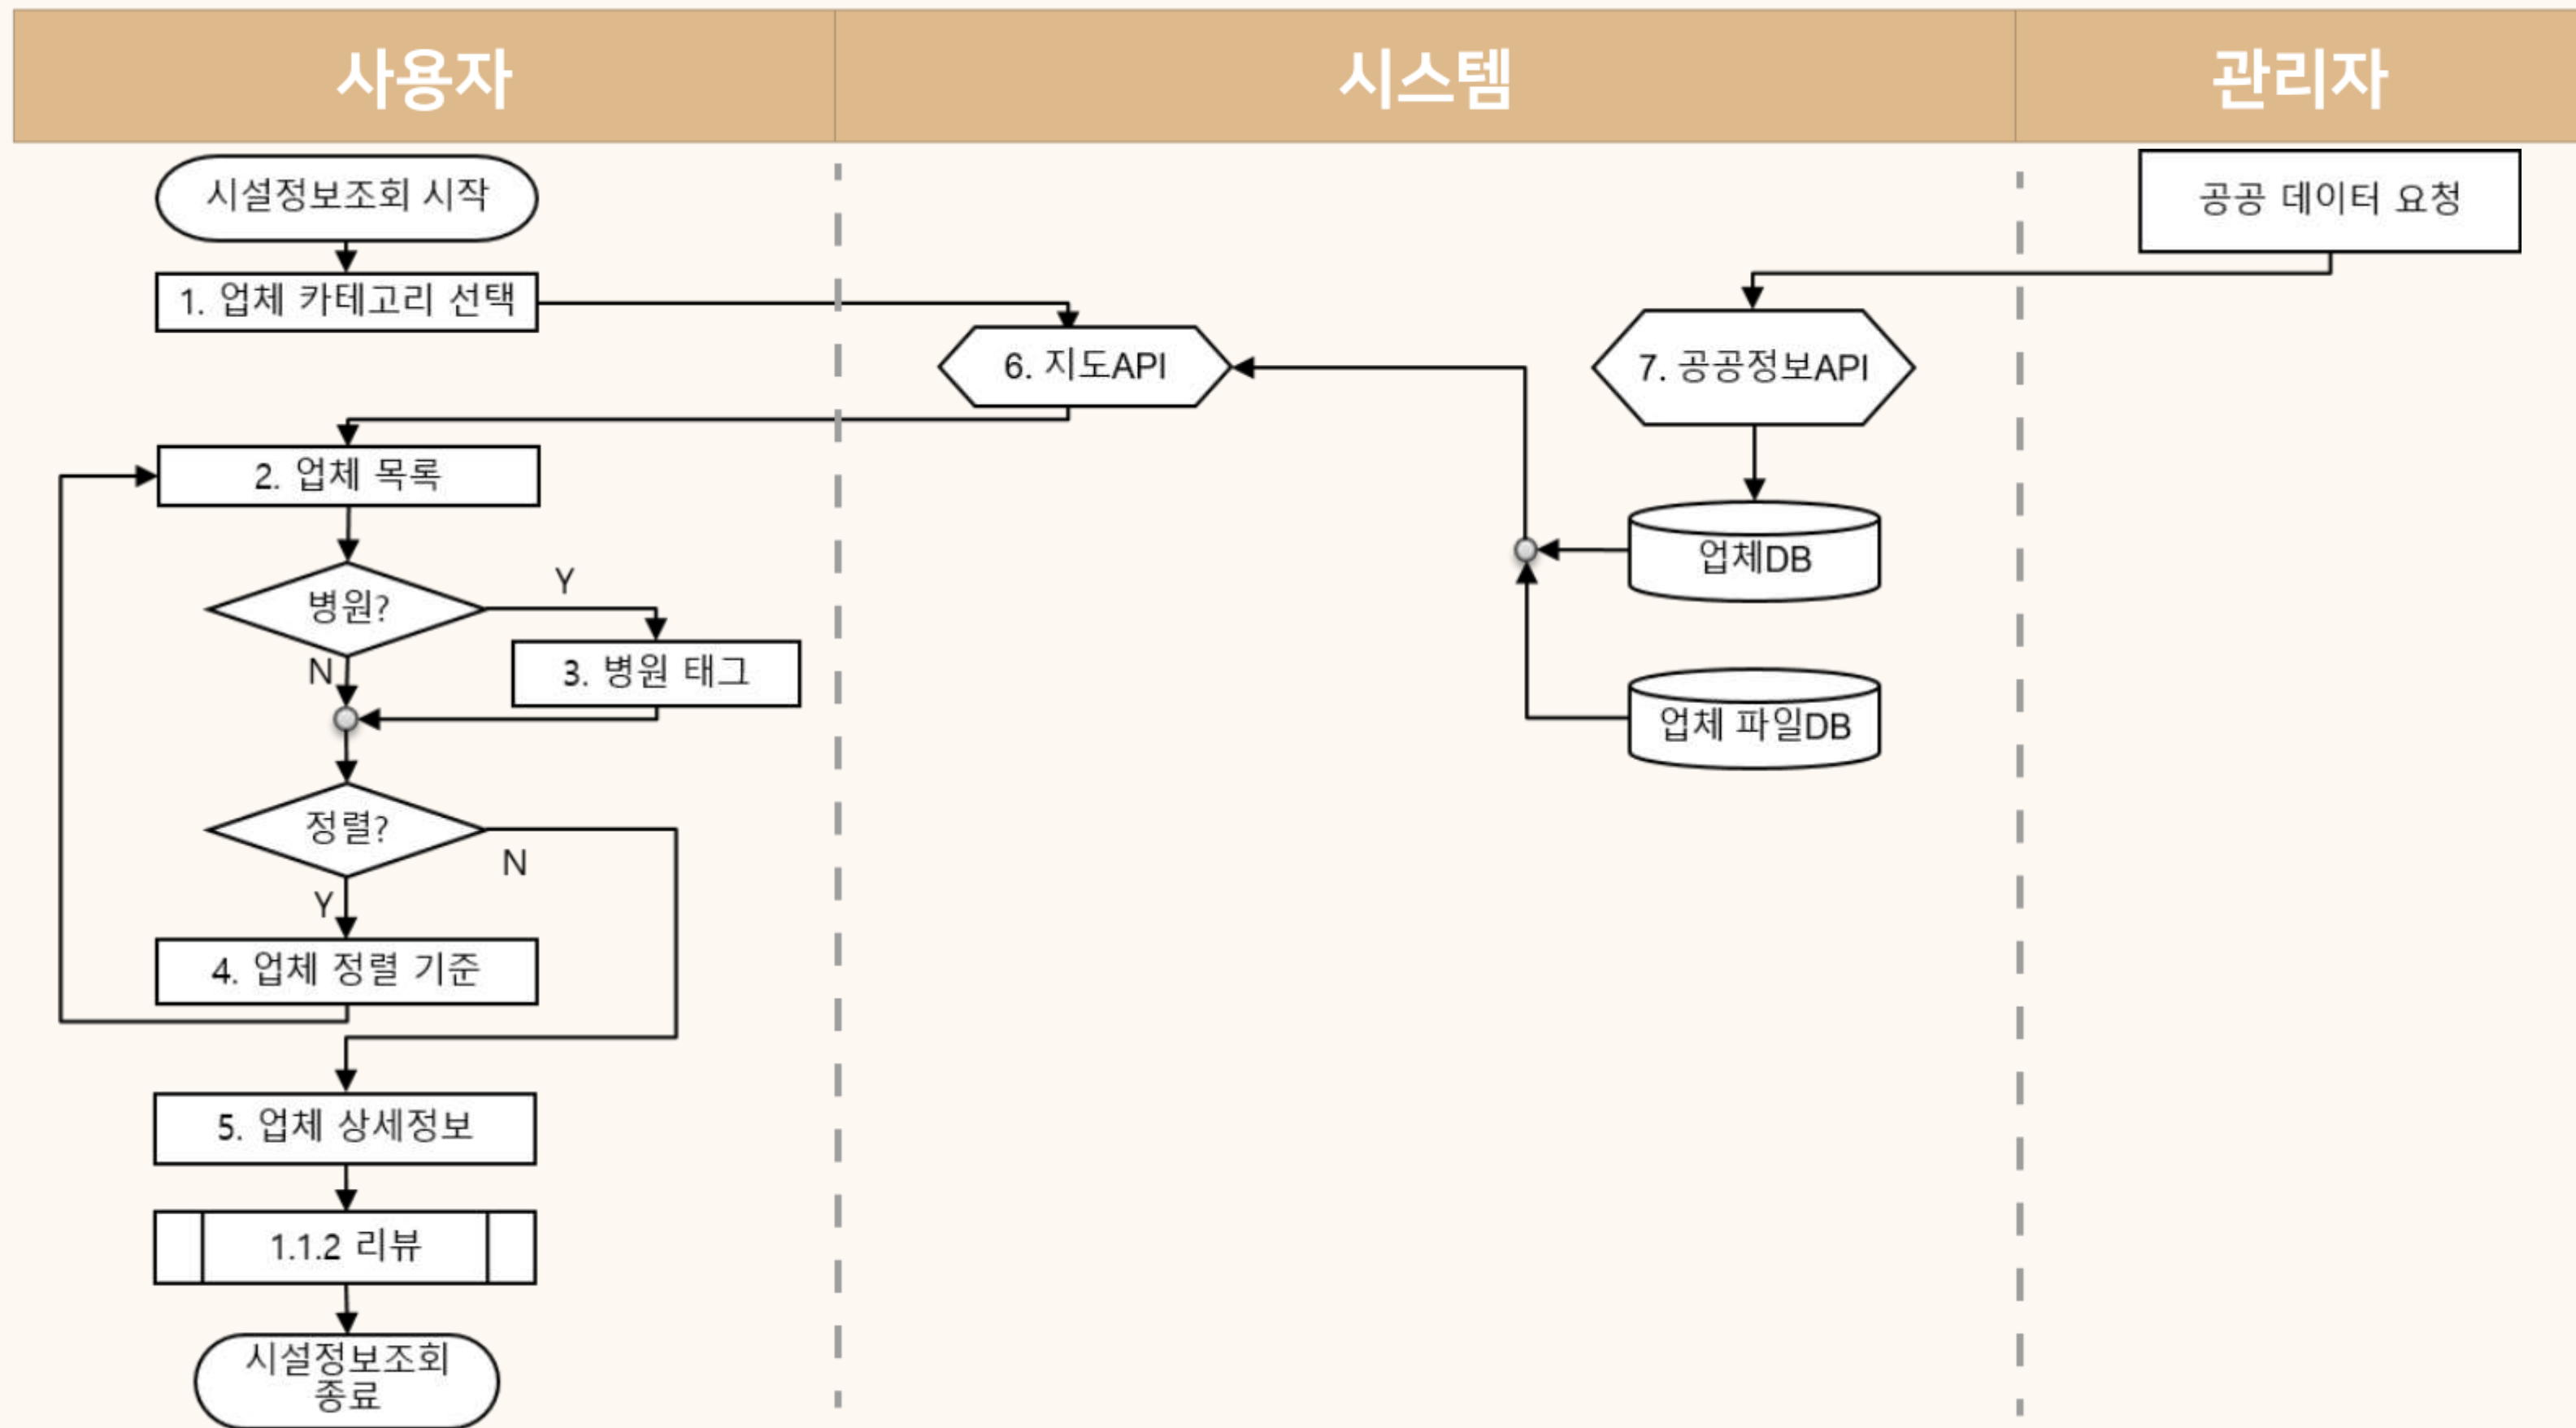 사용자
시스템
관리자
시설정보조회 시작
공공 데이터 요청
1. 업체 카테고리 선택
6. 지도API
7. 공공정보API
2. 업체 목록
업체DB
병원?
Y
N
3. 병원 태그
업체 파일DB
정렬?
N
Y
4. 업체 정렬 기준
5. 업체 상세정보
1.1.2 리뷰
시설정보조회
종료